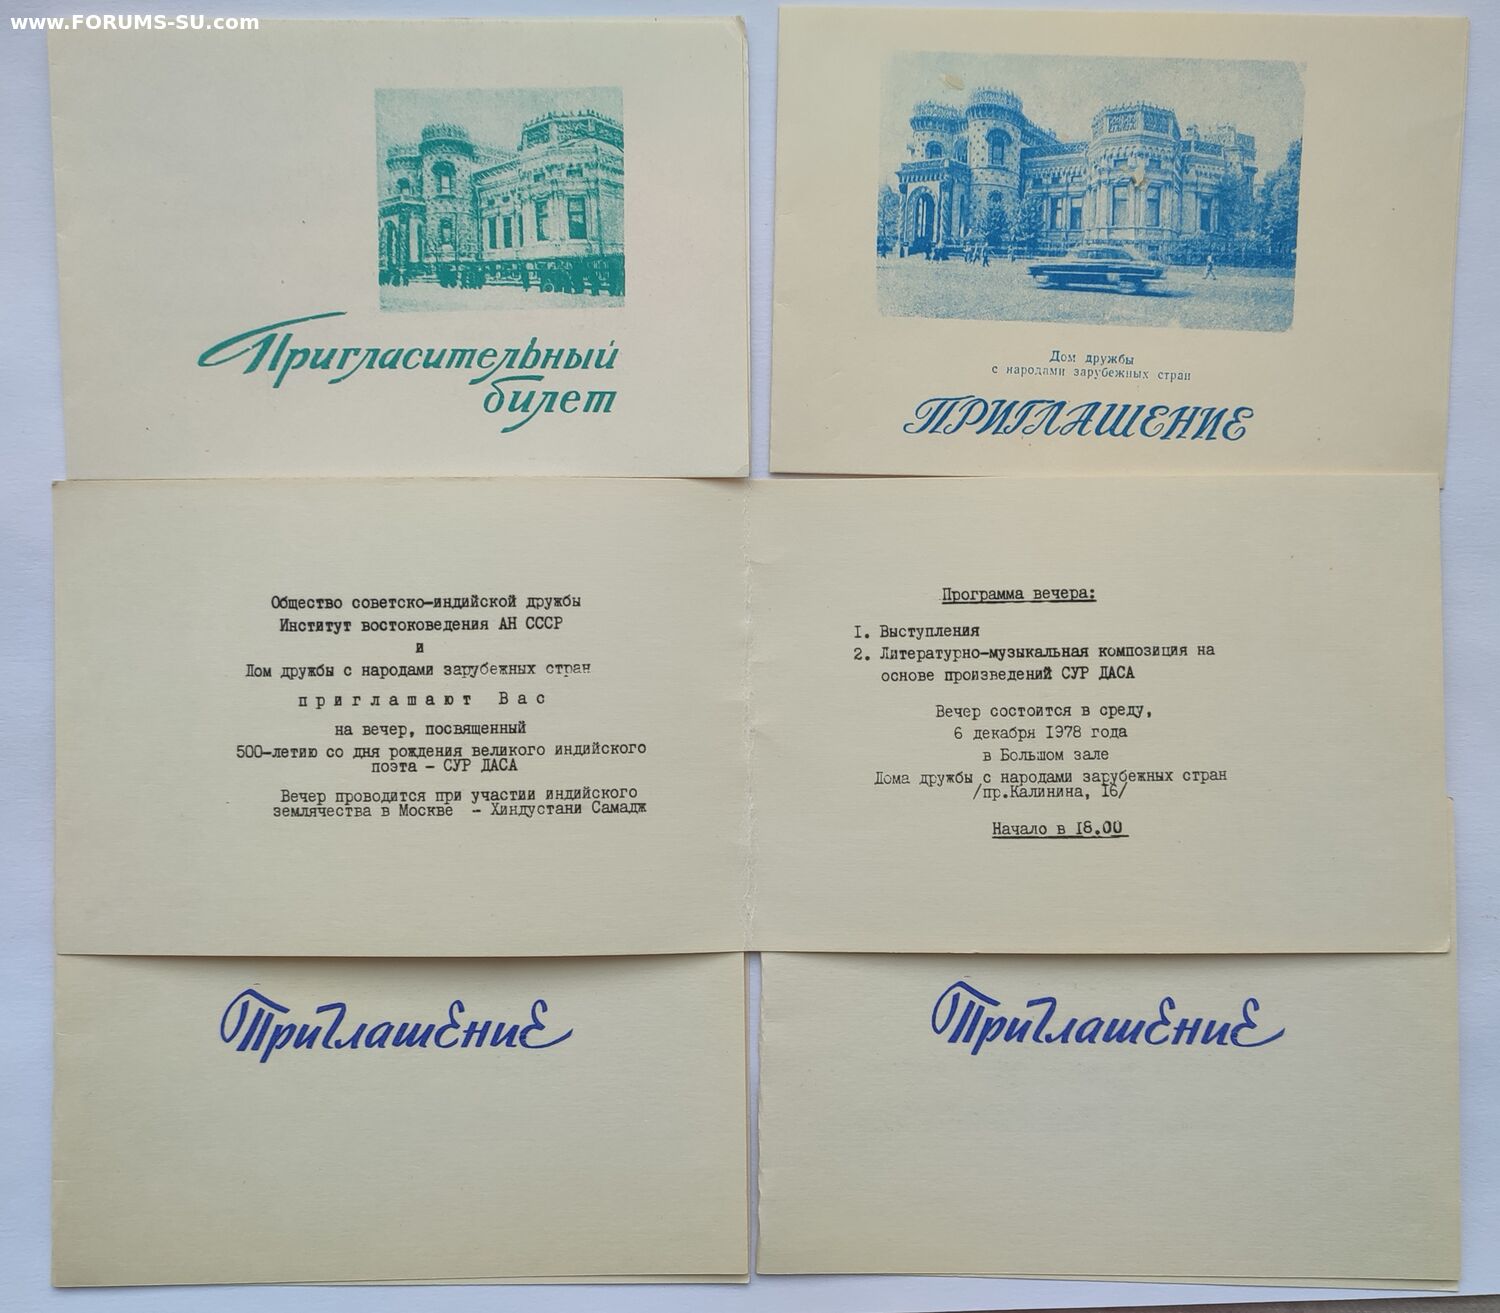 www.FORUMS-SU.com
Пригласительный
билет
Дом дружбы
с народами зарубежных стран
ПРИГЛАШЕНИЕ
Общество советско-индийской дружбы
Институт востоковедения АН СССР
и
Дом дружбы с народами зарубежных стран
приглашают Вас
на вечер, посвященный
500-летию со дня рождения великого индийского
поэта - СУР ДАСА
Вечер проводится при участии индийского
землячества в Москве - Хиндустани Самадж
Программа вечера:
I. Выступления
2. Литературно-музыкальная композиция на
основе произведений СУР ДАСА
Вечер состоится в среду,
6 декабря I978 года
в Большом зале
Дома дружбы с народами зарубежных стран
/пр.Калинина, I6/
Начало в I8.00
Приглашение
Приглашение